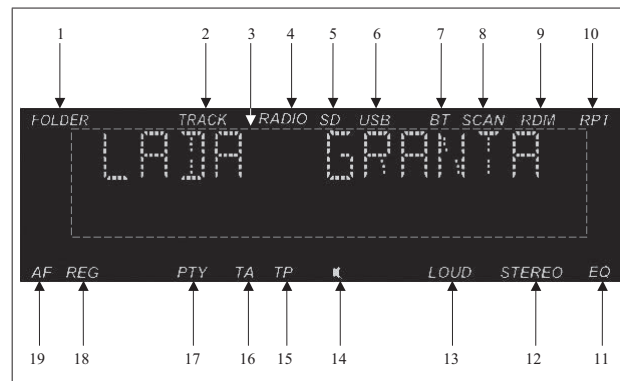 1 2 3 4 5 6 7 8 9 10
FOLDER TRACK RADIO SD USB BT SCAN RDM RPT
LADA GRANTA
AF REG PTY TA TP LOUD STEREO EQ
19 18 17 16 15 14 13 12 11